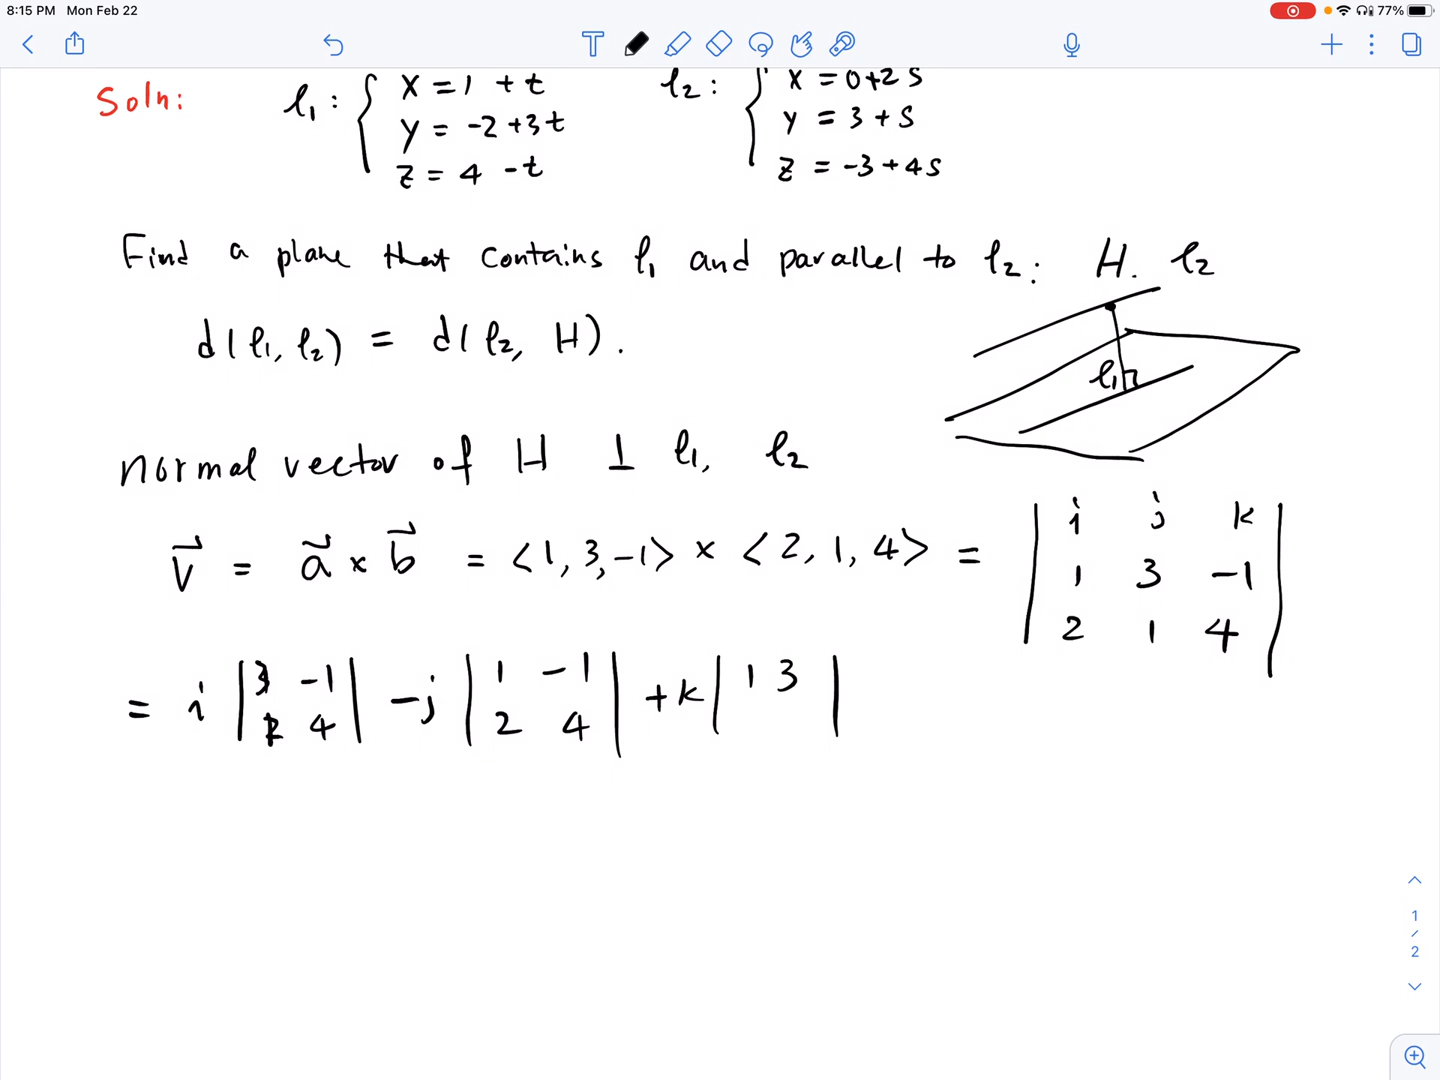 8:15 PM Mon Feb 22 77%
Soln: l₁: { x = 1 + t l₂: { x = 0+2s
y = -2+3t y = 3 + s
z = 4 - t z = -3+4s
Find a plane that contains l₁ and parallel to l₂: H. l₂
d(l₁, l₂) = d(l₂, H).
l₁
normal vector of H ⊥ l₁, l₂
v⃗ = a⃗ × b⃗ = <1, 3, -1> × <2, 1, 4> = | i j k |
| 1 3 -1 |
| 2 1 4 |
= i | 3 -1 | - j | 1 -1 | + k | 1 3 |
4 2 4
1
/
2